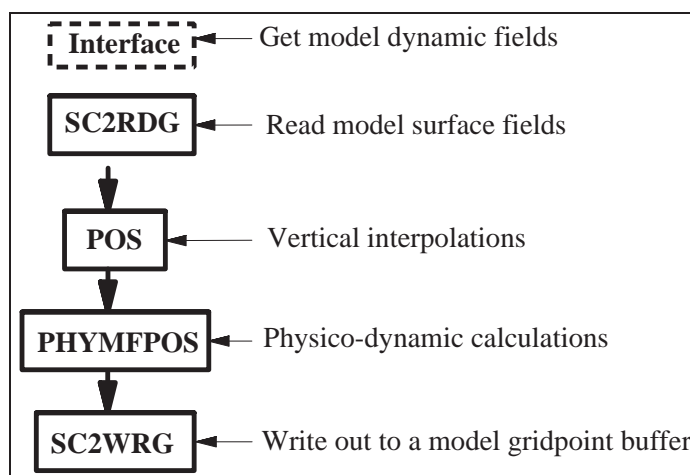 Interface
Get model dynamic fields
SC2RDG
Read model surface fields
POS
Vertical interpolations
PHYMFPOS
Physico-dynamic calculations
SC2WRG
Write out to a model gridpoint buffer